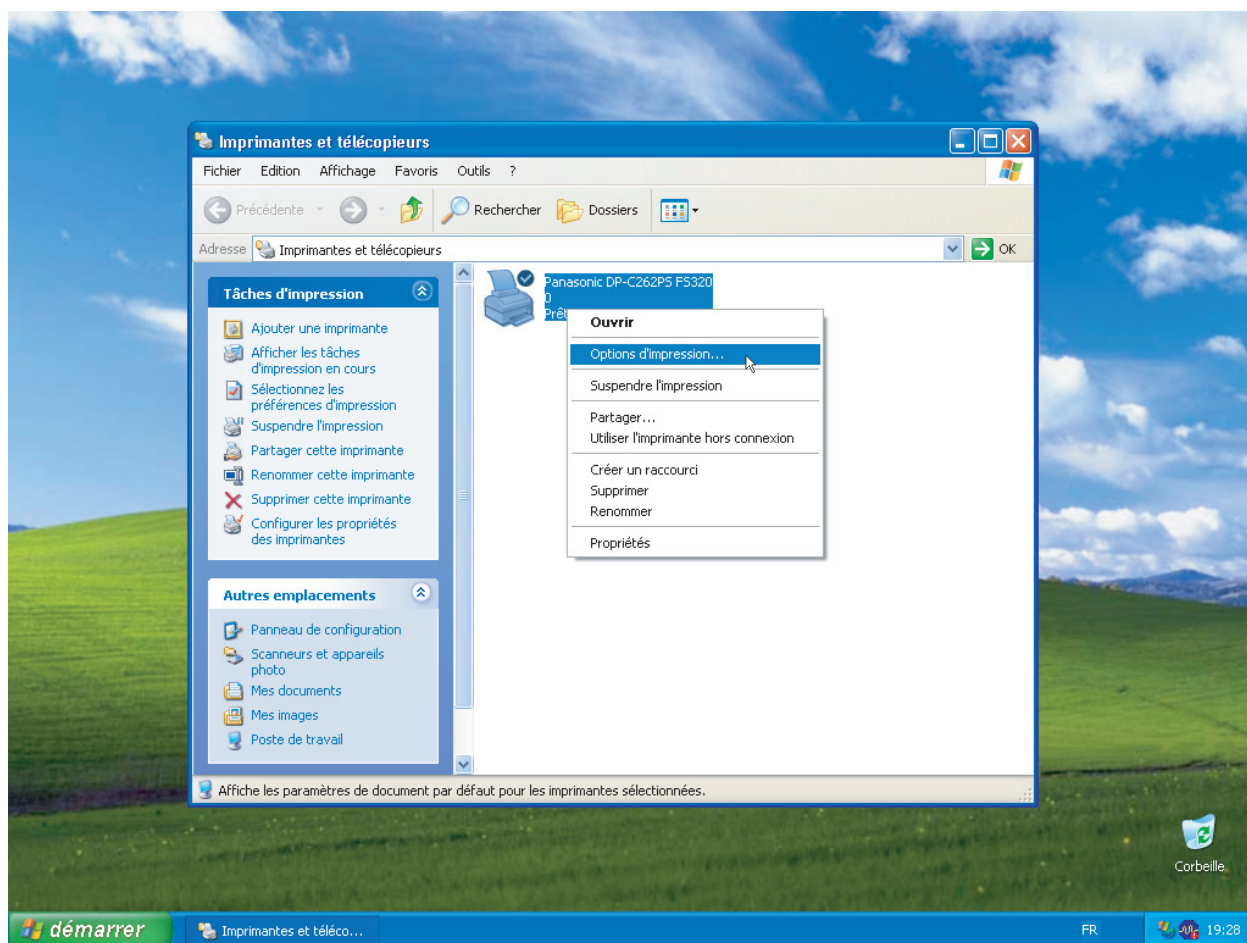 Imprimantes et télécopieurs
Fichier Edition Affichage Favoris Outils ?
Précédente Rechercher Dossiers
Adresse Imprimantes et télécopieurs OK
Tâches d'impression
Ajouter une imprimante
Afficher les tâches
d'impression en cours
Sélectionnez les
préférences d'impression
Suspendre l'impression
Partager cette imprimante
Renommer cette imprimante
Supprimer cette imprimante
Configurer les propriétés
des imprimantes
Autres emplacements
Panneau de configuration
Scanneurs et appareils
photo
Mes documents
Mes images
Poste de travail
Panasonic DP-C262PS FS320
0
Ouvrir
Options d'impression...
Suspendre l'impression
Partager...
Utiliser l'imprimante hors connexion
Créer un raccourci
Supprimer
Renommer
Propriétés
Affiche les paramètres de document par défaut pour les imprimantes sélectionnées.
Corbeille
démarrer Imprimantes et téléco... FR 19:28